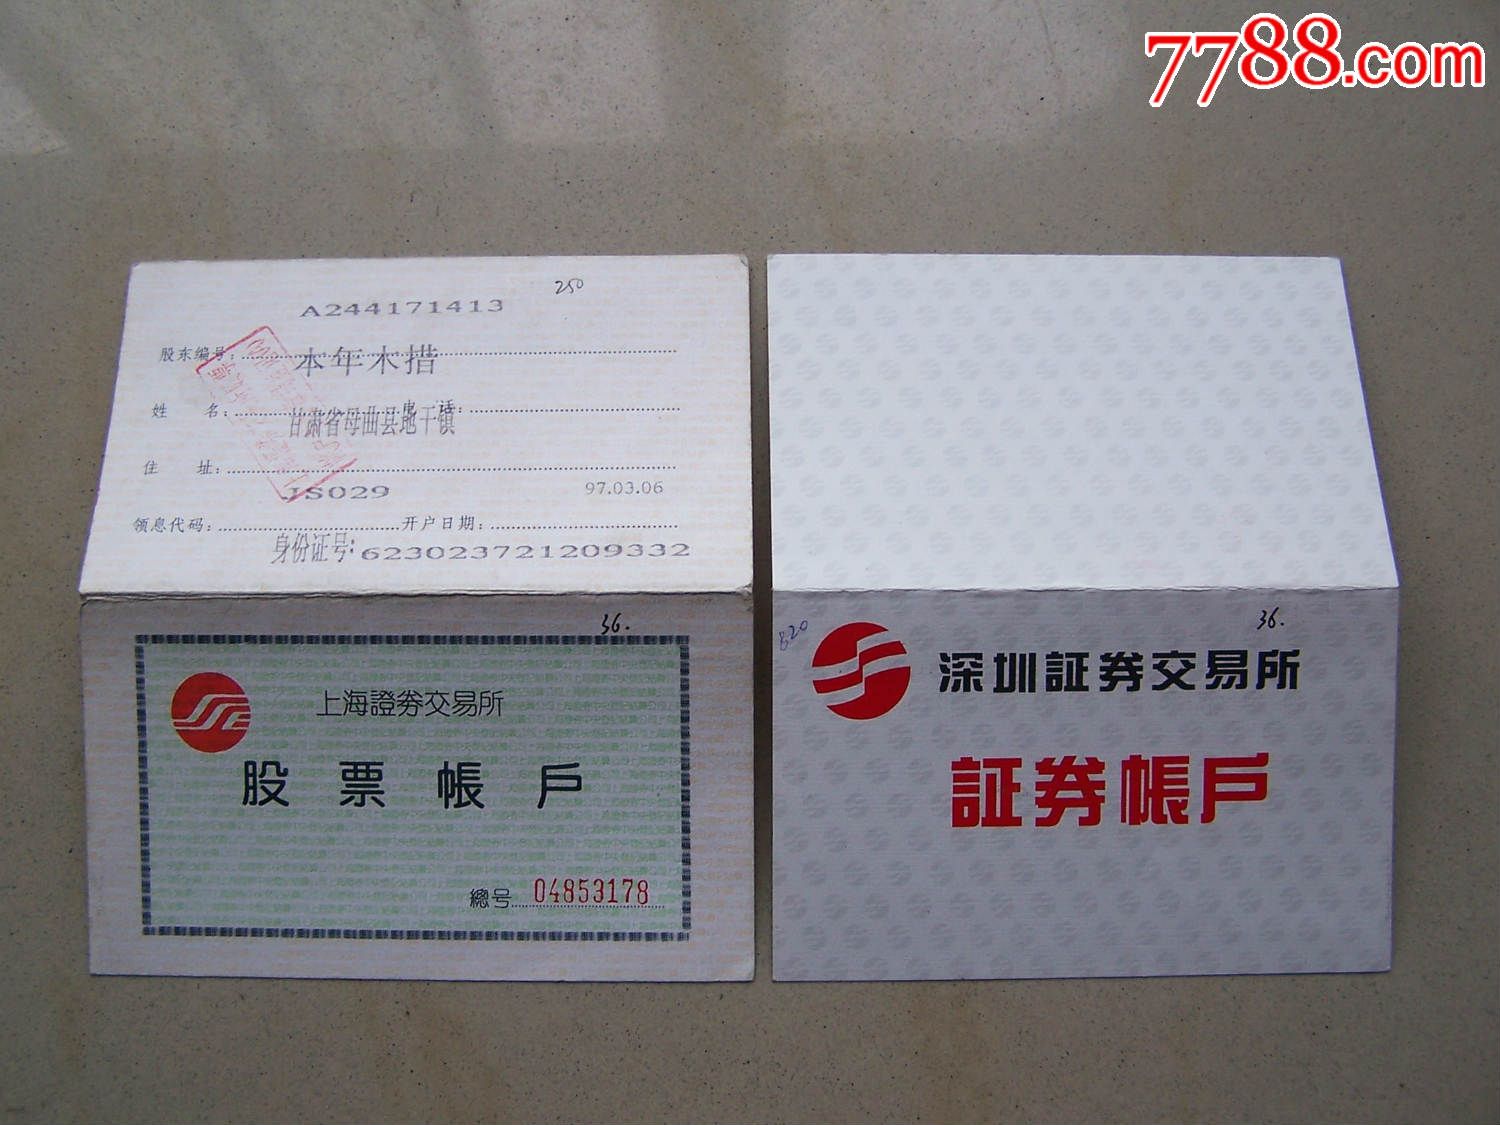 7788.com
250
A244171413
股东编号:
本年木措
姓 名: 电 话:
甘肃省母曲县地干镇
住 址:
JS029 97.03.06
领息代码: 开户日期:
身份证号:623023721209332
36.
上海證券交易所
股票帳戶
總号 04853178
820
36.
深圳証券交易所
証券帳戶